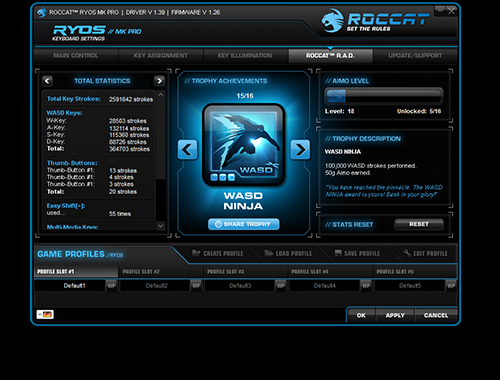 ROCCAT™ RYOS MK PRO | DRIVER V 1.39 | FIRMWARE V 1.26
ROCCAT
SET THE RULES
RYOS // MK PRO
KEYBOARD SETTINGS
MAIN CONTROL
KEY ASSIGNMENT
KEY ILLUMINATION
ROCCAT™ R.A.D.
UPDATE/SUPPORT
TOTAL STATISTICS
Total Key Strokes: 2591642 strokes
WASD Keys:
W-Key: 28503 strokes
A-Key: 132114 strokes
S-Key: 115360 strokes
D-Key: 88726 strokes
Total: 364703 strokes
Thumb-Buttons:
Thumb-Button #1: 13 strokes
Thumb-Button #1: 4 strokes
Thumb-Button #1: 3 strokes
Total: 20 strokes
Easy-Shift[+]:
used... 55 times
Multi-Media Keys:
// TROPHY ACHIEVEMENTS
15/16
WASD
WASD
NINJA
SHARE TROPHY
// AIMO LEVEL
Level: 18 Unlocked: 5/16
// TROPHY DESCRIPTION
WASD NINJA
100,000 WASD strokes performed.
50g Aimo earned.
"You have reached the pinnacle. The WASD
NINJA award is yours! Bask in your glory"
// STATS RESET
RESET
GAME PROFILES /RYOS
CREATE PROFILE
LOAD PROFILE
SAVE PROFILE
EDIT PROFILE
PROFILE SLOT #1
PROFILE SLOT #2
PROFILE SLOT #3
PROFILE SLOT #4
PROFILE SLOT #5
Default1
Default2
Default3
Default4
Default5
OK
APPLY
CANCEL